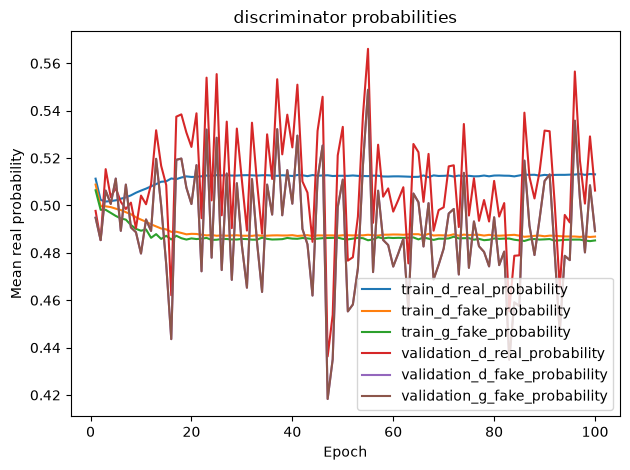 discriminator probabilities
0.56
0.54
0.52
0.50
0.48
0.46
0.44
0.42
Mean real probability
train_d_real_probability
train_d_fake_probability
train_g_fake_probability
validation_d_real_probability
validation_d_fake_probability
validation_g_fake_probability
0 20 40 60 80 100
Epoch